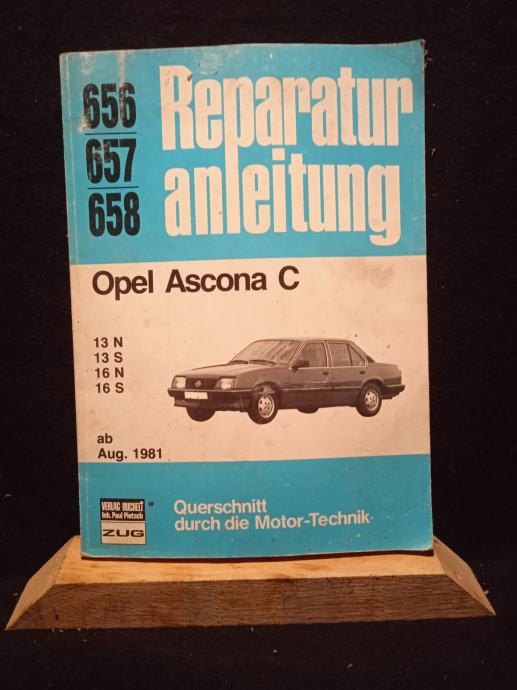 656
657
658
Reparatur
anleitung
Opel Ascona C
13 N
13 S
16 N
16 S
ab
Aug. 1981
VERLAG BUCHELI
Inh. Paul Pietsch
ZUG
Querschnitt
durch die Motor-Technik